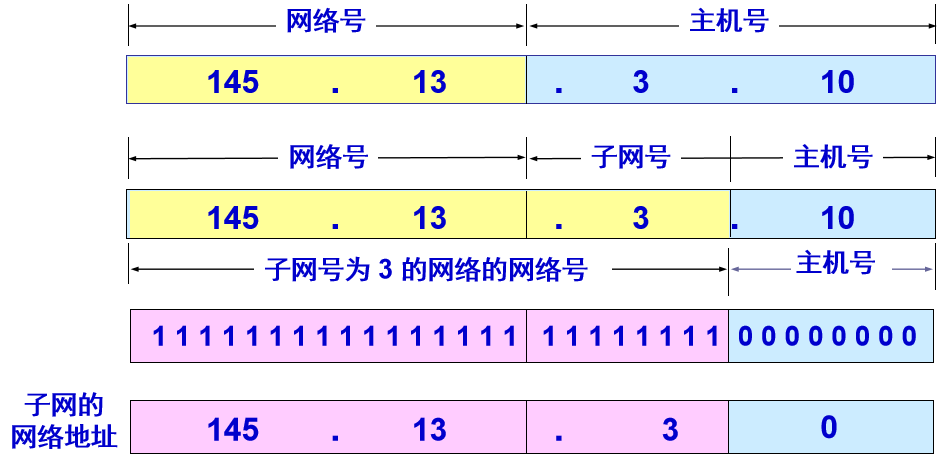 网络号 主机号
145 . 13 . 3 . 10
网络号 子网号 主机号
145 . 13 . 3 . 10
子网号为 3 的网络的网络号 主机号
1 1 1 1 1 1 1 1 1 1 1 1 1 1 1 1 1 1 1 1 1 1 1 1 0 0 0 0 0 0 0 0
子网的
网络地址
145 . 13 . 3 0